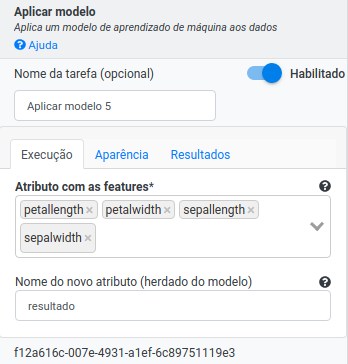 Aplicar modelo
Aplica um modelo de aprendizado de máquina aos dados
Ajuda
Nome da tarefa (opcional)
Habilitado
Aplicar modelo 5
Execução Aparência Resultados
Atributo com as features*
petallength × petalwidth × sepallength ×
sepalwidth ×
Nome do novo atributo (herdado do modelo)
resultado
f12a616c-007e-4931-a1ef-6c89751119e3